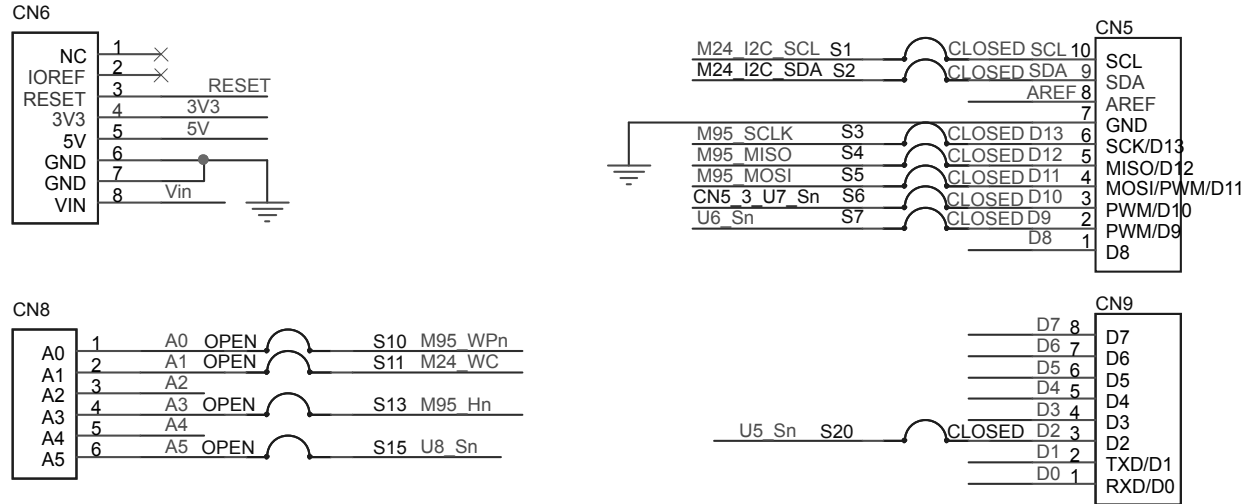 CN6
NC 1
IOREF 2
RESET 3 RESET
3V3 4 3V3
5V 5 5V
GND 6
GND 7
VIN 8 Vin
CN5
M24_I2C_SCL S1 CLOSED SCL 10 SCL
M24_I2C_SDA S2 CLOSED SDA 9 SDA
AREF 8 AREF
7 GND
M95_SCLK S3 CLOSED D13 6 SCK/D13
M95_MISO S4 CLOSED D12 5 MISO/D12
M95_MOSI S5 CLOSED D11 4 MOSI/PWM/D11
CN5_3_U7_Sn S6 CLOSED D10 3 PWM/D10
U6_Sn S7 CLOSED D9 2 PWM/D9
D8 1 D8
CN8
A0 1 A0 OPEN S10 M95_WPn
A1 2 A1 OPEN S11 M24_WC
A2 3 A2
A3 4 A3 OPEN S13 M95_Hn
A4 5 A4
A5 6 A5 OPEN S15 U8_Sn
CN9
D7 8 D7
D6 7 D6
D5 6 D5
D4 5 D4
D3 4 D3
U5_Sn S20 CLOSED D2 3 D2
D1 2 TXD/D1
D0 1 RXD/D0